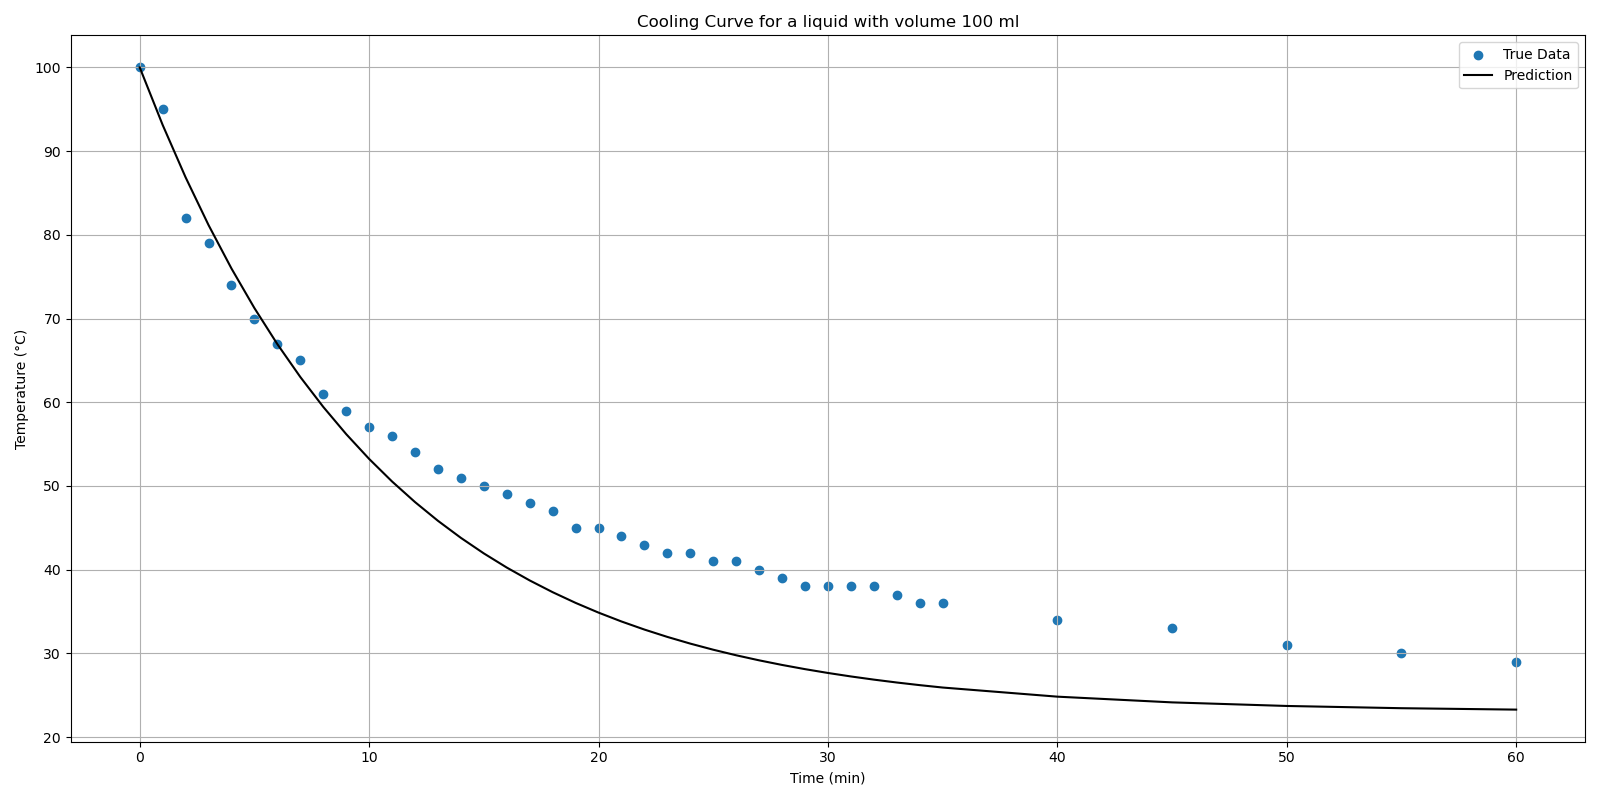 Cooling Curve for a liquid with volume 100 ml
True Data
Prediction
Temperature (°C)
100
90
80
70
60
50
40
30
20
0 10 20 30 40 50 60
Time (min)